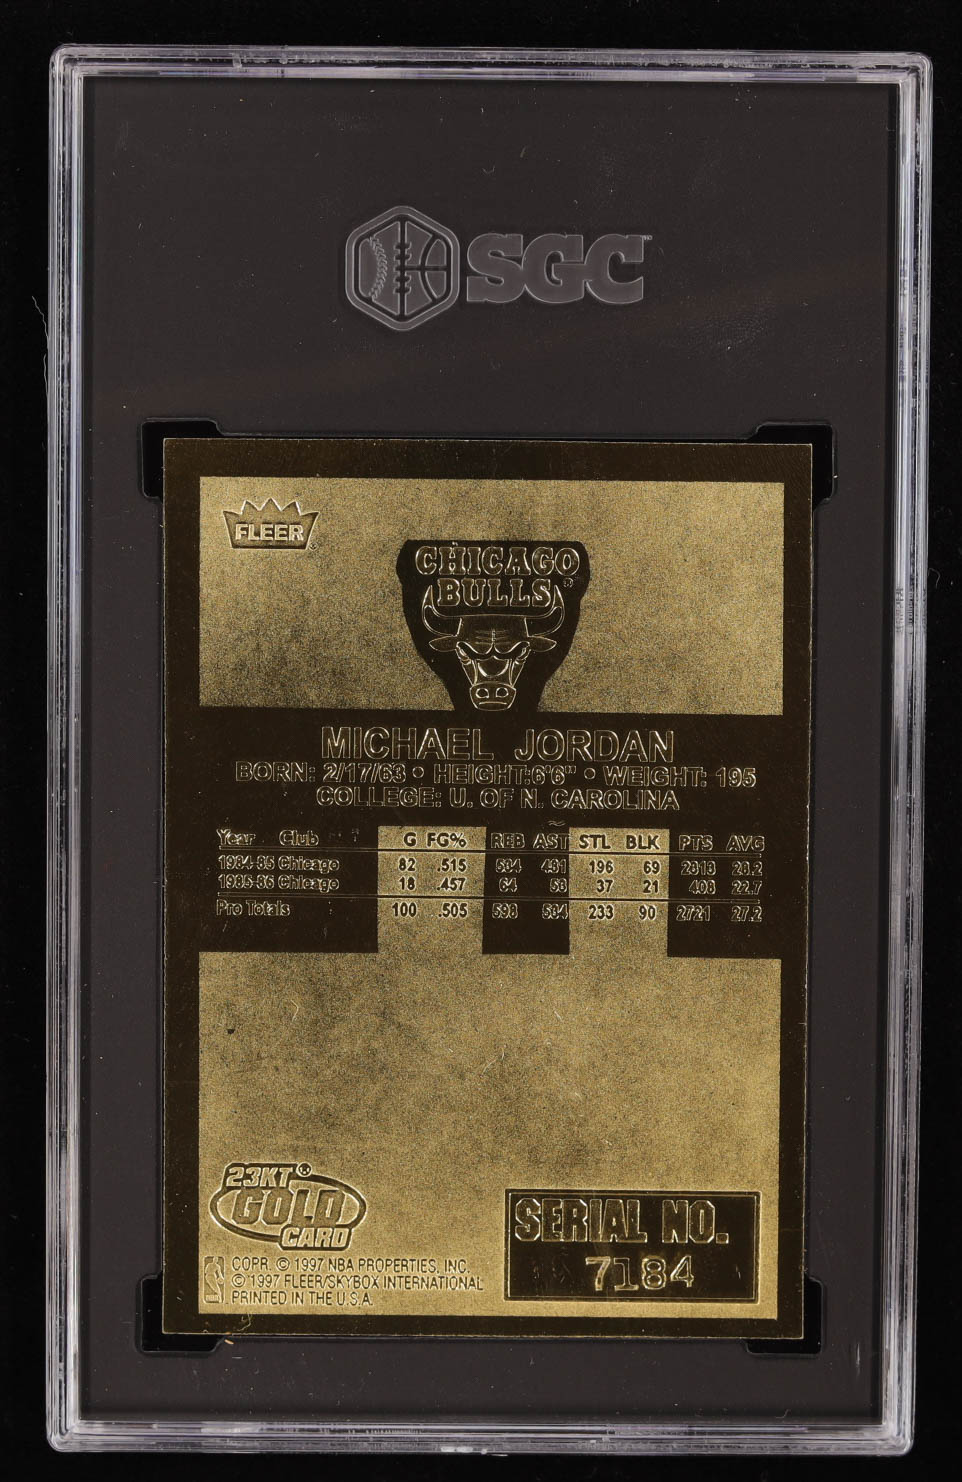 SGC™
FLEER®
CHICAGO
BULLS®
MICHAEL JORDAN
BORN: 2/17/63 • HEIGHT:6'6" • WEIGHT: 195
COLLEGE: U. OF N. CAROLINA
Year Club G FG% REB AST STL BLK PTS AVG
1984-85 Chicago 82 .515 534 481 196 69 2313 28.2
1985-86 Chicago 18 .457 64 53 37 21 408 22.7
Pro Totals 100 .505 598 534 233 90 2721 27.2
23KT®
GOLD
CARD
COPR. © 1997 NBA PROPERTIES, INC.
© 1997 FLEER/SKYBOX INTERNATIONAL
PRINTED IN THE U.S.A.
SERIAL NO.
7184